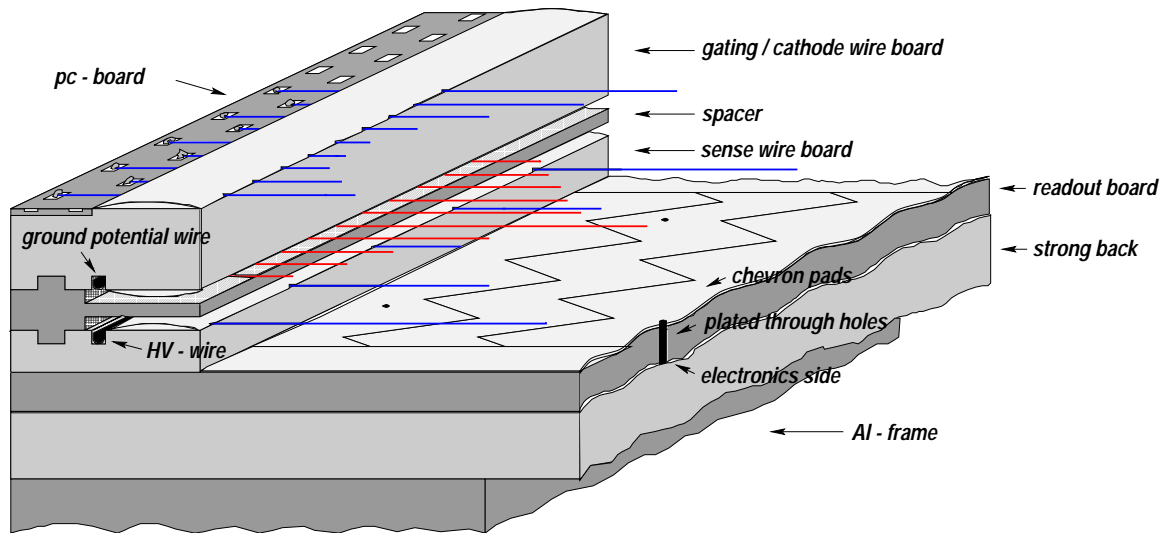 gating / cathode wire board
pc - board
spacer
sense wire board
readout board
ground potential wire
strong back
chevron pads
plated through holes
HV - wire
electronics side
Al - frame